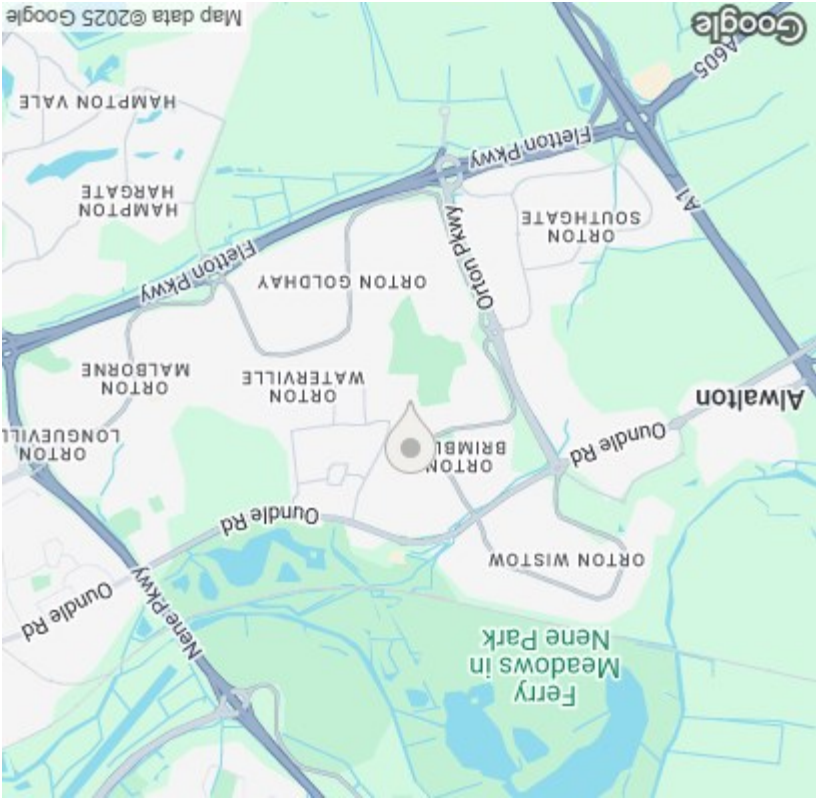 Ferry
Meadows in
Nene Park
Nene Pkwy
Oundle Rd
ORTON WISTOW
Oundle Rd
ORTON
BRIMBL
ORTON
LONGUEVILL
Oundle Rd
Alwalton
ORTON
WATERVILLE
ORTON
MALBORNE
Orton Pkwy
ORTON GOLDHAY
Fletton Pkwy
ORTON
SOUTHGATE
A1
HAMPTON
HARGATE
Fletton Pkwy
HAMPTON VALE
A605
Google
Map data ©2025 Google